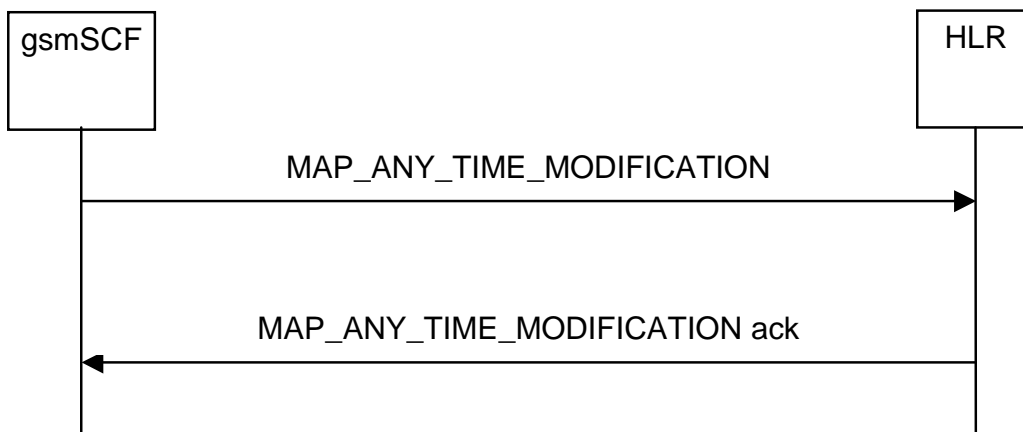 gsmSCF
HLR
MAP_ANY_TIME_MODIFICATION
MAP_ANY_TIME_MODIFICATION ack